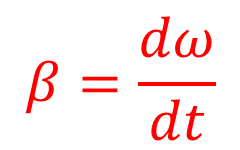 β = dω/dt